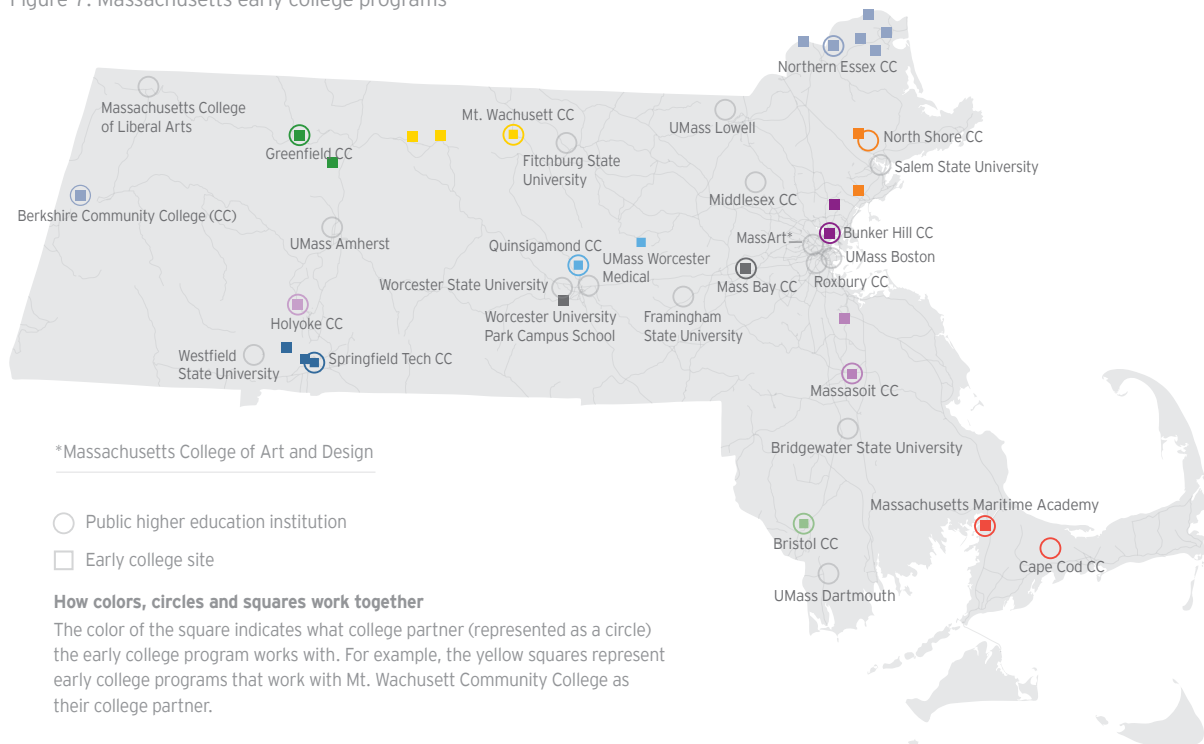 Figure 7. Massachusetts early college programs
Northern Essex CC
Massachusetts College
of Liberal Arts
Mt. Wachusett CC
UMass Lowell
North Shore CC
Greenfield CC
Fitchburg State
University
Salem State University
Middlesex CC
Berkshire Community College (CC)
UMass Amherst
Quinsigamond CC
MassArt*
Bunker Hill CC
UMass Worcester
Medical
UMass Boston
Worcester State University
Mass Bay CC
Roxbury CC
Holyoke CC
Worcester University
Park Campus School
Framingham
State University
Westfield
State University
Springfield Tech CC
Massasoit CC
*Massachusetts College of Art and Design
Bridgewater State University
Massachusetts Maritime Academy
Bristol CC
Cape Cod CC
UMass Dartmouth
Public higher education institution
Early college site
How colors, circles and squares work together
The color of the square indicates what college partner (represented as a circle)
the early college program works with. For example, the yellow squares represent
early college programs that work with Mt. Wachusett Community College as
their college partner.